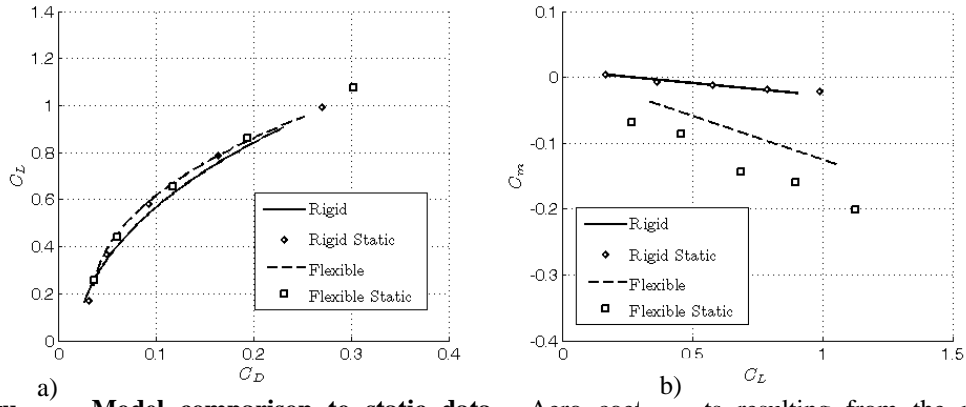 1.4
1.2
1
0.8
0.6
0.4
0.2
0
0 0.1 0.2 0.3 0.4
C_L
C_D
Rigid
Rigid Static
Flexible
Flexible Static
a)
0.1
0
-0.1
-0.2
-0.3
-0.4
0 0.5 1 1.5
C_m
C_L
Rigid
Rigid Static
Flexible
Flexible Static
b)
Model comparison to static data. Aero resulting from the